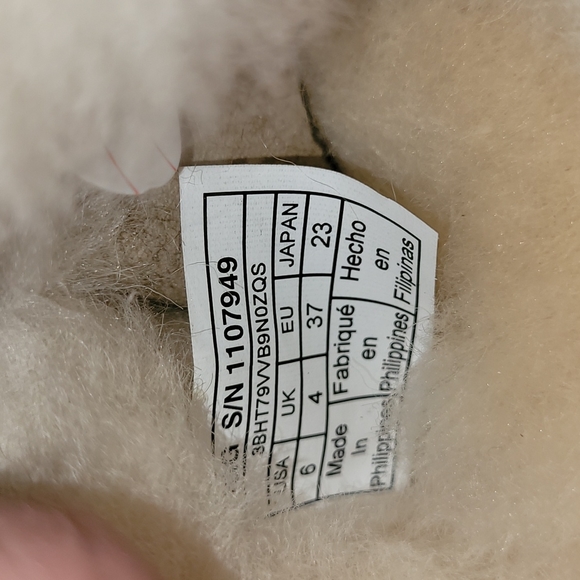 S/N 1107949
3BHT79VVB9N0ZQS
USA UK EU JAPAN
6 4 37 23
Made In Philippines
Fabriqué en Philippines
Hecho en Filipinas